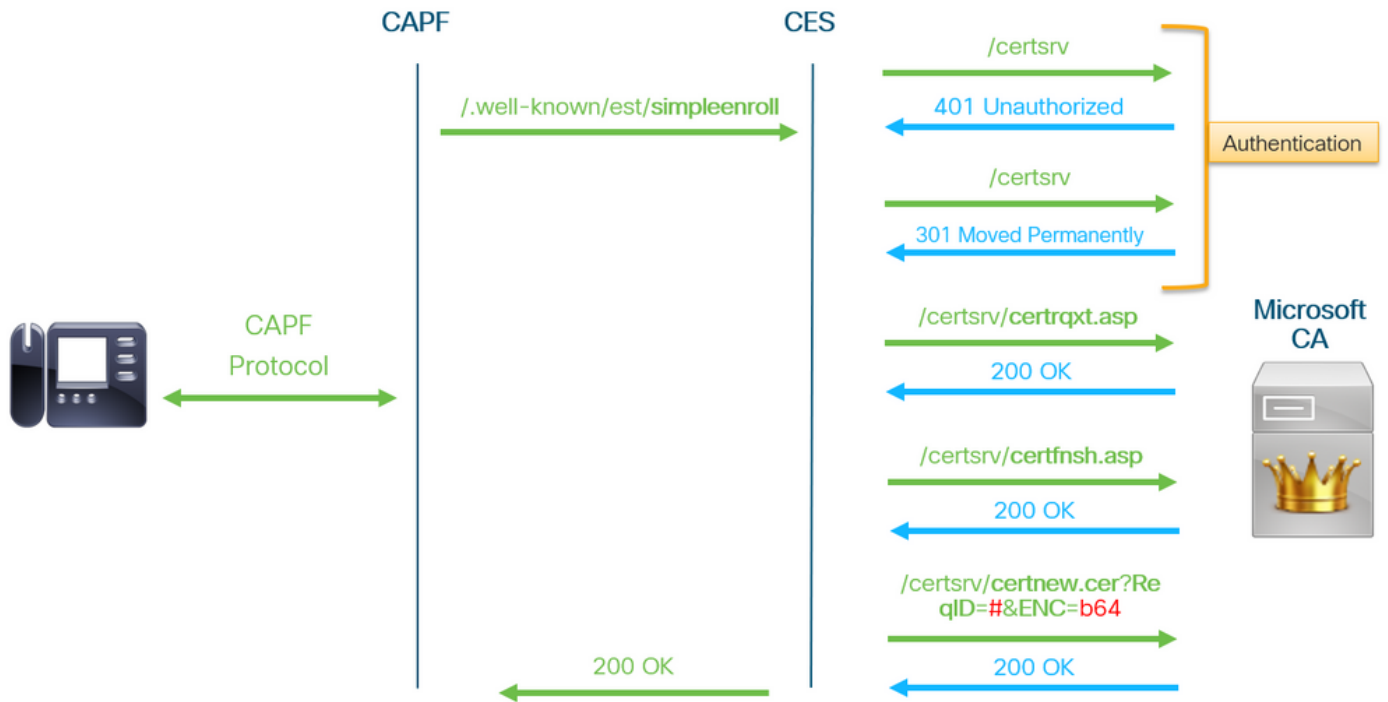 CAPF
CES
/certsrv
/.well-known/est/simpleenroll
401 Unauthorized
Authentication
/certsrv
301 Moved Permanently
CAPF
Protocol
/certsrv/certrqxt.asp
Microsoft
CA
200 OK
/certsrv/certfnsh.asp
200 OK
/certsrv/certnew.cer?Re
qID=#&ENC=b64
200 OK
200 OK